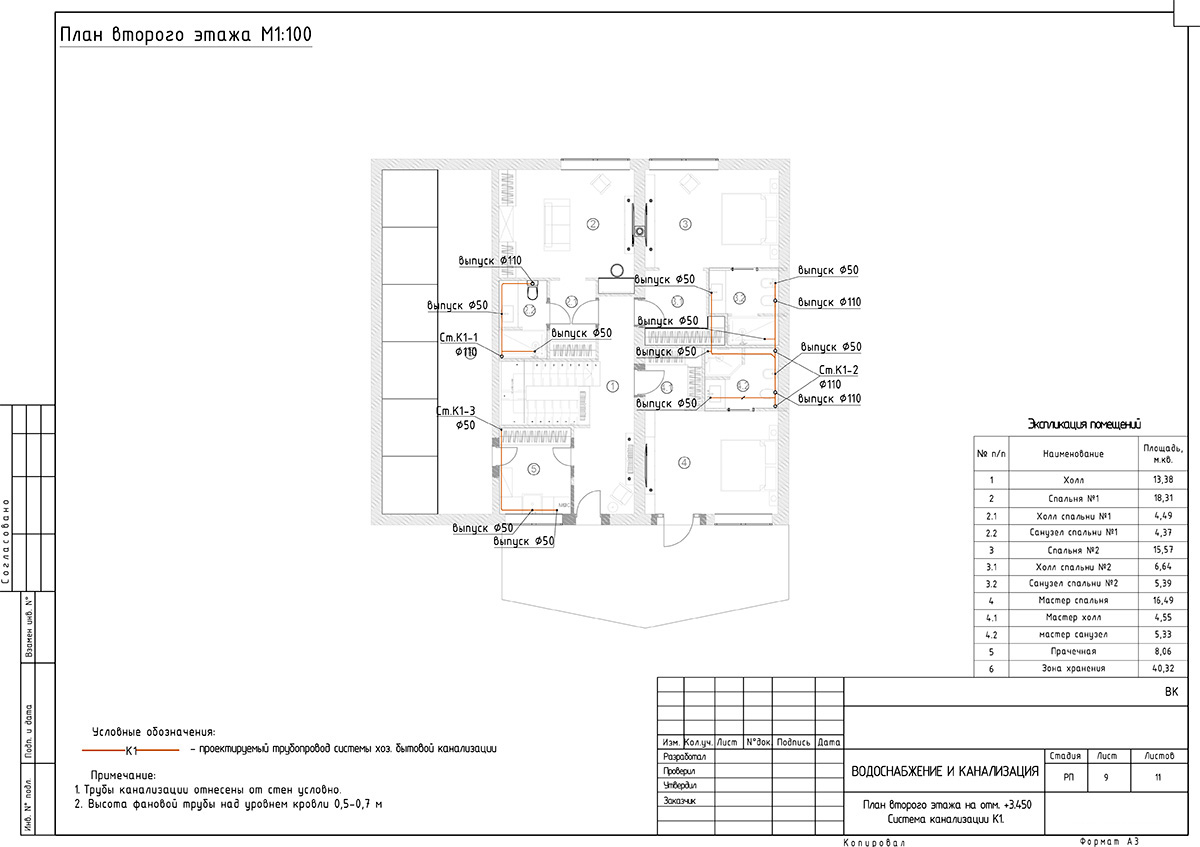 План второго этажа М1:100
выпуск Ø110
выпуск Ø50
Ст.К1-1
Ø110
выпуск Ø50
Ст.К1-3
Ø50
выпуск Ø50
выпуск Ø50
выпуск Ø50
выпуск Ø50
выпуск Ø50
выпуск Ø50
выпуск Ø50
выпуск Ø110
выпуск Ø50
Ст.К1-2
Ø110
выпуск Ø110
2
3
3.2
1
5
4
Экспликация помещений
№ п/п Наименование Площадь, м.кв.
1 Холл 13,38
2 Спальня №1 18,31
2.1 Холл спальни №1 4,49
2.2 Санузел спальни №1 4,37
3 Спальня №2 15,57
3.1 Холл спальни №2 6,64
3.2 Санузел спальни №2 5,39
4 Мастер спальня 16,49
4.1 Мастер холл 4,55
4.2 мастер санузел 5,33
5 Прачечная 8,06
6 Зона хранения 40,32
Согласовано
Взамен инв. №
Подп. и дата
Инв. № подл.
Условные обозначения:
К1 - проектируемый трубопровод системы хоз. бытовой канализации
Примечание:
1. Трубы канализации отнесены от стен условно.
2. Высота фановой трубы над уровнем кровли 0,5-0,7 м
ВК
Изм. Кол.уч. Лист №док. Подпись Дата
Разработал
Проверил
Утвердил
Заказчик
ВОДОСНАБЖЕНИЕ И КАНАЛИЗАЦИЯ
Стадия Лист Листов
РП 9 11
План второго этажа на отм. +3.450
Система канализации К1.
Копировал
Формат А3